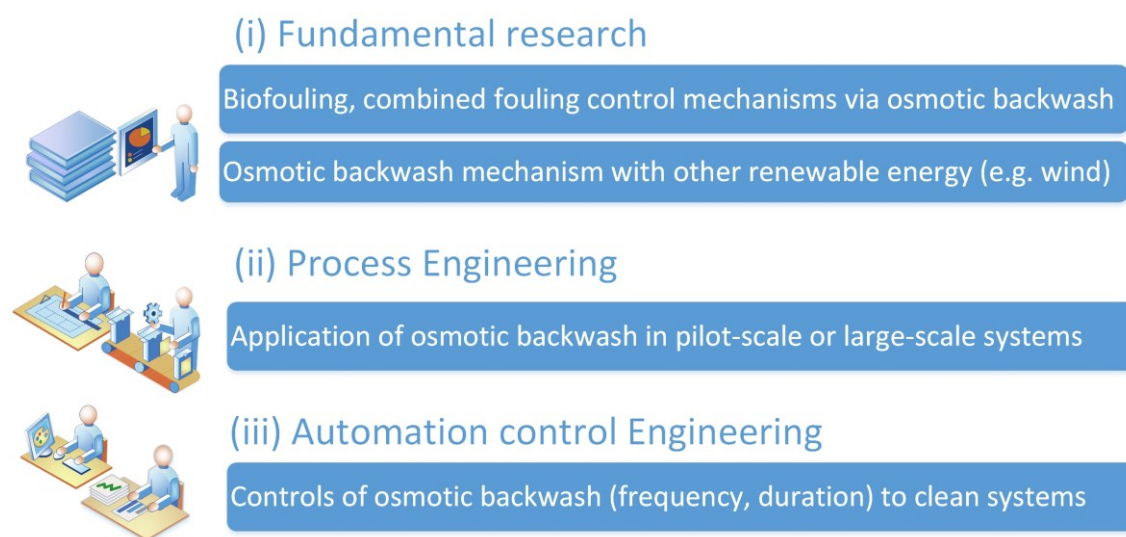 (i) Fundamental research
Biofouling, combined fouling control mechanisms via osmotic backwash
Osmotic backwash mechanism with other renewable energy (e.g. wind)
(ii) Process Engineering
Application of osmotic backwash in pilot-scale or large-scale systems
(iii) Automation control Engineering
Controls of osmotic backwash (frequency, duration) to clean systems